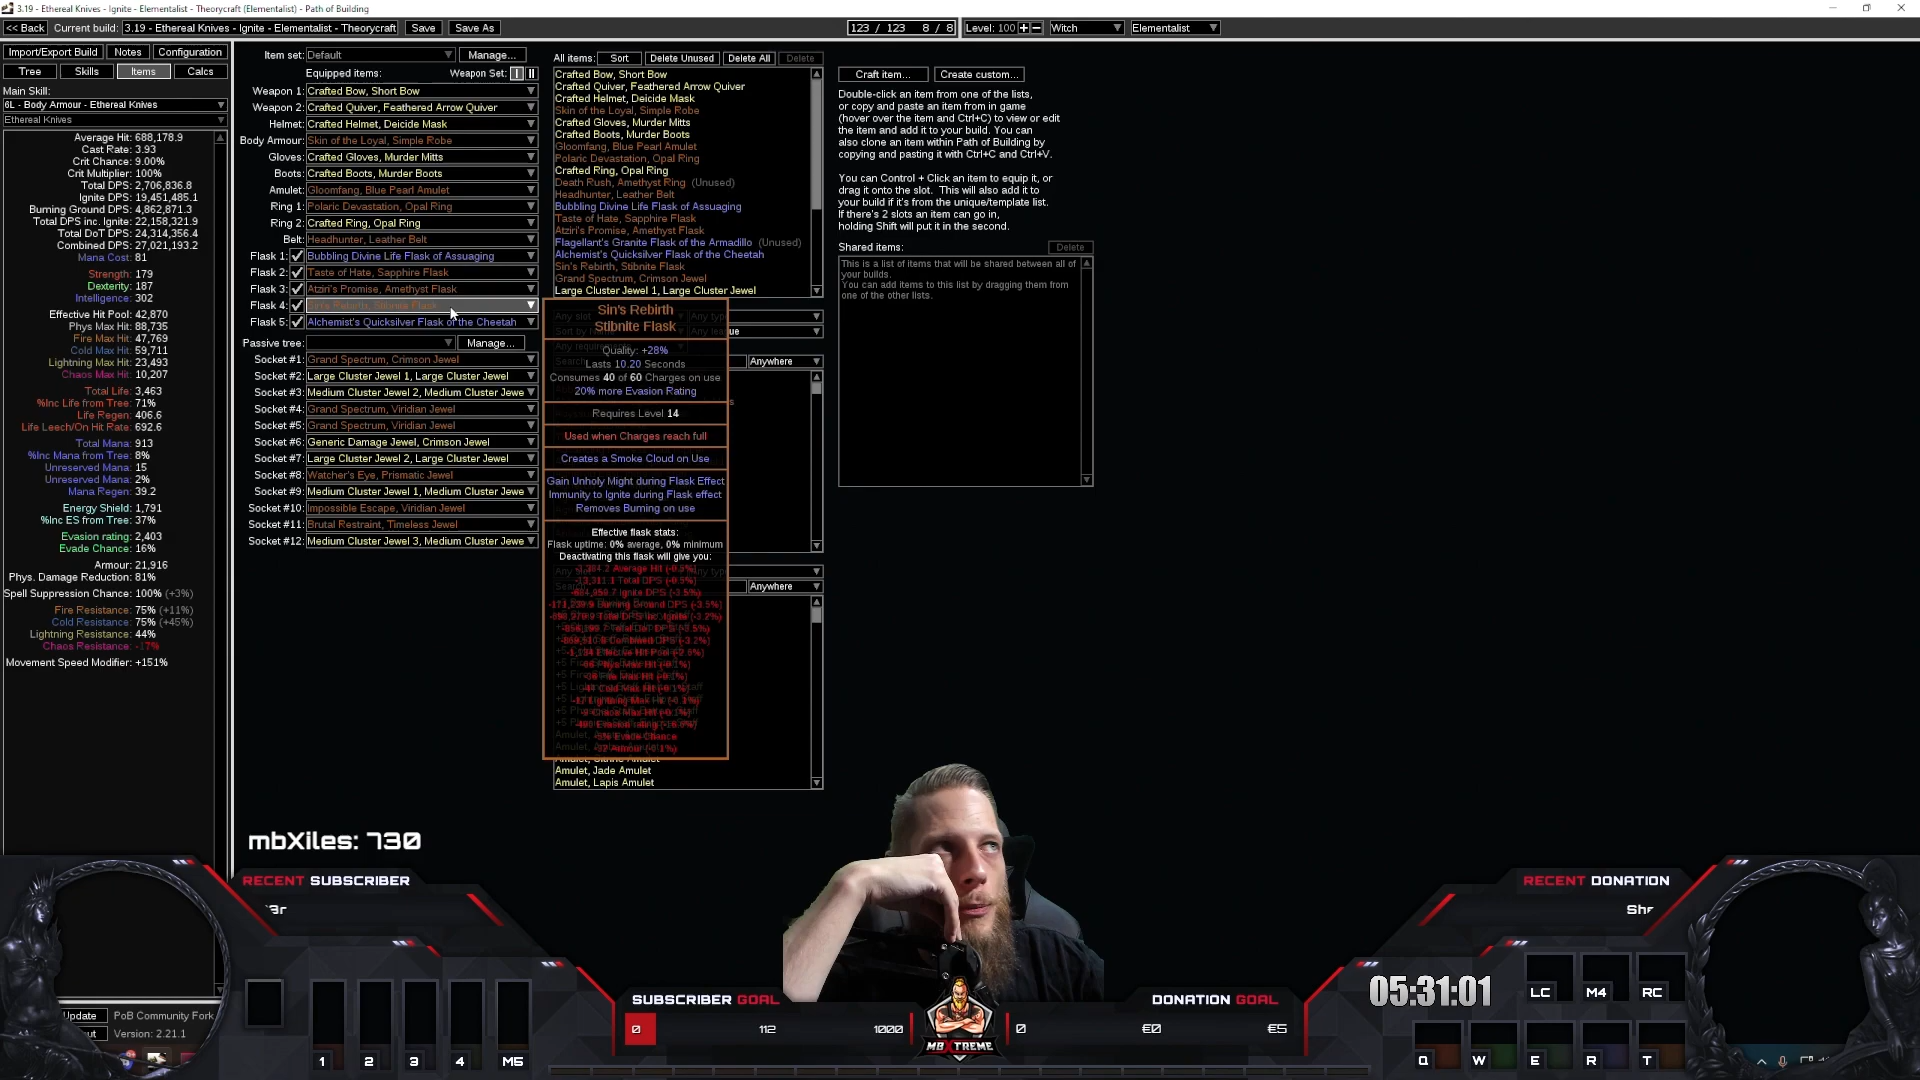 3.19 - Ethereal Knives - Ignite - Elementalist - Theorycraft (Elementalist) - Path of Building
<< Back Current build: 3.19 - Ethereal Knives - Ignite - Elementalist - Theorycraft Save Save As 123 / 123 8 / 8 Level: 100 + - Witch Elementalist
Import/Export Build Notes Configuration
Tree Skills Items Calcs
Main Skill:
6L - Body Armour - Ethereal Knives
Ethereal Knives
Average Hit: 688,178.9
Cast Rate: 3.93
Crit Chance: 9.00%
Crit Multiplier: 100%
Total DPS: 2,706,836.8
Ignite DPS: 19,451,485.1
Burning Ground DPS: 4,862,871.3
Total DPS inc. Ignite: 22,158,321.9
Total DoT DPS: 24,314,356.4
Combined DPS: 27,021,193.2
Mana Cost: 81
Strength: 179
Dexterity: 187
Intelligence: 302
Effective Hit Pool: 42,870
Phys Max Hit: 88,735
Fire Max Hit: 47,769
Cold Max Hit: 59,711
Lightning Max Hit: 23,493
Chaos Max Hit: 10,207
Total Life: 3,463
%Inc Life from Tree: 71%
Life Regen: 406.6
Life Leech/On Hit Rate: 692.6
Total Mana: 913
%Inc Mana from Tree: 8%
Unreserved Mana: 15
Unreserved Mana: 2%
Mana Regen: 39.2
Energy Shield: 1,791
%Inc ES from Tree: 37%
Evasion rating: 2,403
Evade Chance: 16%
Armour: 21,916
Phys. Damage Reduction: 81%
Spell Suppression Chance: 100% (+3%)
Fire Resistance: 75% (+11%)
Cold Resistance: 75% (+45%)
Lightning Resistance: 44%
Chaos Resistance: -17%
Movement Speed Modifier: +151%
Item set: Default Manage...
Equipped items: Weapon Set: I II
Weapon 1: Crafted Bow, Short Bow
Weapon 2: Crafted Quiver, Feathered Arrow Quiver
Helmet: Crafted Helmet, Deicide Mask
Body Armour: Skin of the Loyal, Simple Robe
Gloves: Crafted Gloves, Murder Mitts
Boots: Crafted Boots, Murder Boots
Amulet: Gloomfang, Blue Pearl Amulet
Ring 1: Polaric Devastation, Opal Ring
Ring 2: Crafted Ring, Opal Ring
Belt: Headhunter, Leather Belt
Flask 1: Bubbling Divine Life Flask of Assuaging
Flask 2: Taste of Hate, Sapphire Flask
Flask 3: Atziri's Promise, Amethyst Flask
Flask 4: Sin's Rebirth, Stibnite Flask
Flask 5: Alchemist's Quicksilver Flask of the Cheetah
Passive tree: Manage...
Socket #1: Grand Spectrum, Crimson Jewel
Socket #2: Large Cluster Jewel 1, Large Cluster Jewel
Socket #3: Medium Cluster Jewel 2, Medium Cluster Jewe
Socket #4: Grand Spectrum, Viridian Jewel
Socket #5: Grand Spectrum, Viridian Jewel
Socket #6: Generic Damage Jewel, Crimson Jewel
Socket #7: Large Cluster Jewel 2, Large Cluster Jewel
Socket #8: Watcher's Eye, Prismatic Jewel
Socket #9: Medium Cluster Jewel 1, Medium Cluster Jewe
Socket #10: Impossible Escape, Viridian Jewel
Socket #11: Brutal Restraint, Timeless Jewel
Socket #12: Medium Cluster Jewel 3, Medium Cluster Jewe
All items: Sort Delete Unused Delete All Delete
Crafted Bow, Short Bow
Crafted Quiver, Feathered Arrow Quiver
Crafted Helmet, Deicide Mask
Skin of the Loyal, Simple Robe
Crafted Gloves, Murder Mitts
Crafted Boots, Murder Boots
Gloomfang, Blue Pearl Amulet
Polaric Devastation, Opal Ring
Crafted Ring, Opal Ring
Death Rush, Amethyst Ring (Unused)
Headhunter, Leather Belt
Bubbling Divine Life Flask of Assuaging
Taste of Hate, Sapphire Flask
Atziri's Promise, Amethyst Flask
Flagellant's Granite Flask of the Armadillo (Unused)
Alchemist's Quicksilver Flask of the Cheetah
Sin's Rebirth, Stibnite Flask
Grand Spectrum, Crimson Jewel
Large Cluster Jewel 1, Large Cluster Jewel
Sin's Rebirth
Stibnite Flask
Quality: +28%
Lasts 10.20 Seconds
Consumes 40 of 60 Charges on use
20% more Evasion Rating
Requires Level 14
Used when Charges reach full
Creates a Smoke Cloud on Use
Gain Unholy Might during Flask Effect
Immunity to Ignite during Flask effect
Removes Burning on use
Effective flask stats:
Flask uptime: 0% average, 0% minimum
Deactivating this flask will give you:
Anywhere
Anywhere
Amulet, Jade Amulet
Amulet, Lapis Amulet
Craft item... Create custom...
Double-click an item from one of the lists,
or copy and paste an item from in game
(hover over the item and Ctrl+C) to view or edit
the item and add it to your build. You can
also clone an item within Path of Building by
copying and pasting it with Ctrl+C and Ctrl+V.
You can Control + Click an item to equip it, or
drag it onto the slot. This will also add it to
your build if it's from the unique/template list.
If there's 2 slots an item can go in,
holding Shift will put it in the second.
Shared items: Delete
This is a list of items that will be shared between all of
your builds.
You can add items to this list by dragging them from
one of the other lists.
mbXiles: 730
RECENT SUBSCRIBER
RECENT DONATION
SUBSCRIBER GOAL
0 112 1000
DONATION GOAL
0 €0 €5
MBXTREME
05:31:01
LC M4 RC
Q W E R T
1 2 3 4 M5
Update PoB Community Fork
Version: 2.21.1